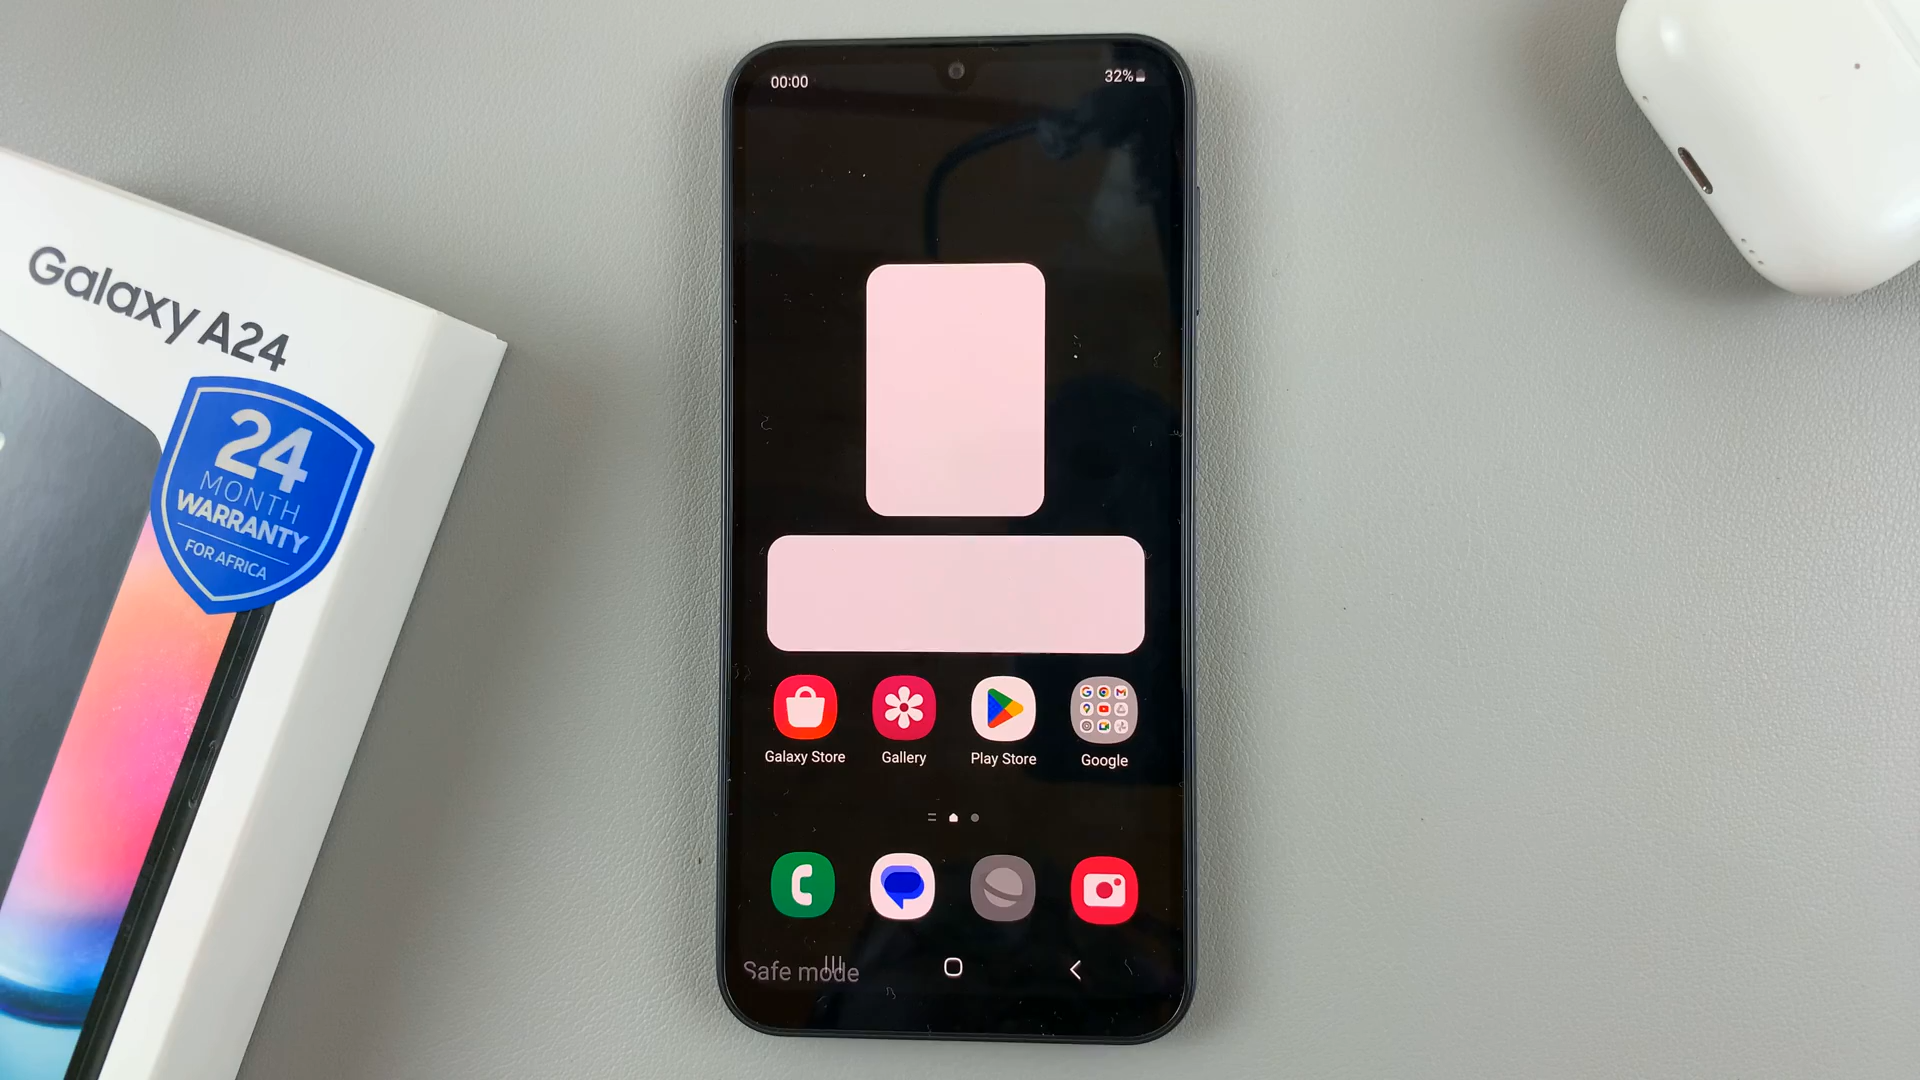 Galaxy A24
24
MONTH
WARRANTY
FOR AFRICA
00:00
32%
Galaxy Store
Gallery
Play Store
Google
Safe mode